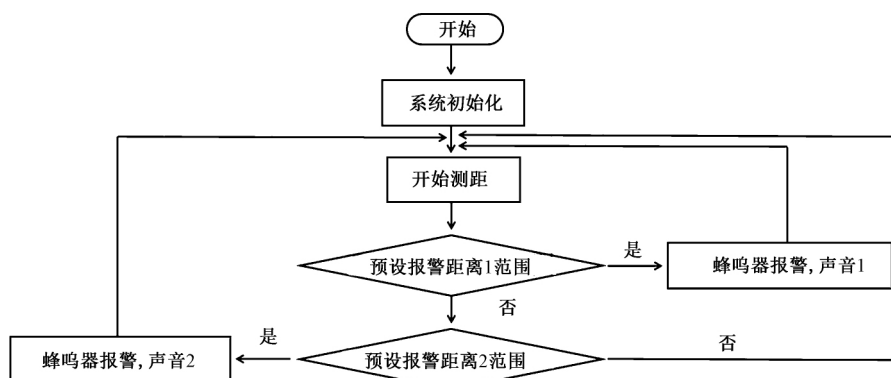 开始
系统初始化
开始测距
预设报警距离1范围
是
蜂鸣器报警,声音1
否
预设报警距离2范围
是
蜂鸣器报警,声音2
否